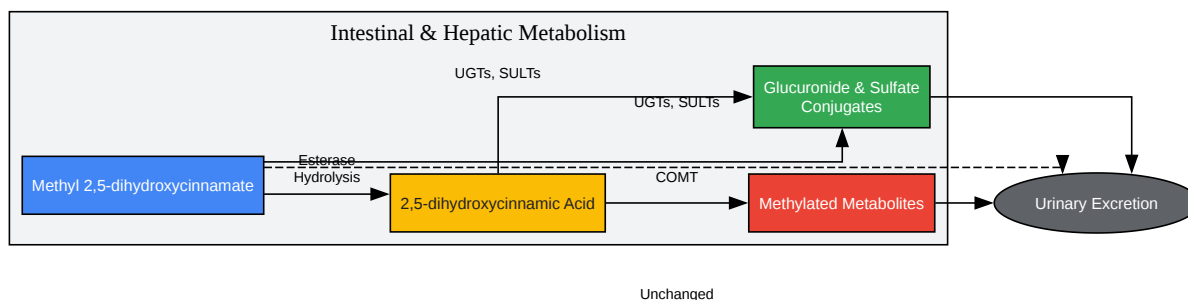 Intestinal & Hepatic Metabolism
UGTs, SULTs
Glucuronide & Sulfate
Conjugates
UGTs, SULTs
Esterase
Hydrolysis
Methyl 2,5-dihydroxycinnamate
COMT
2,5-dihydroxycinnamic Acid
Methylated Metabolites
Urinary Excretion
Unchanged